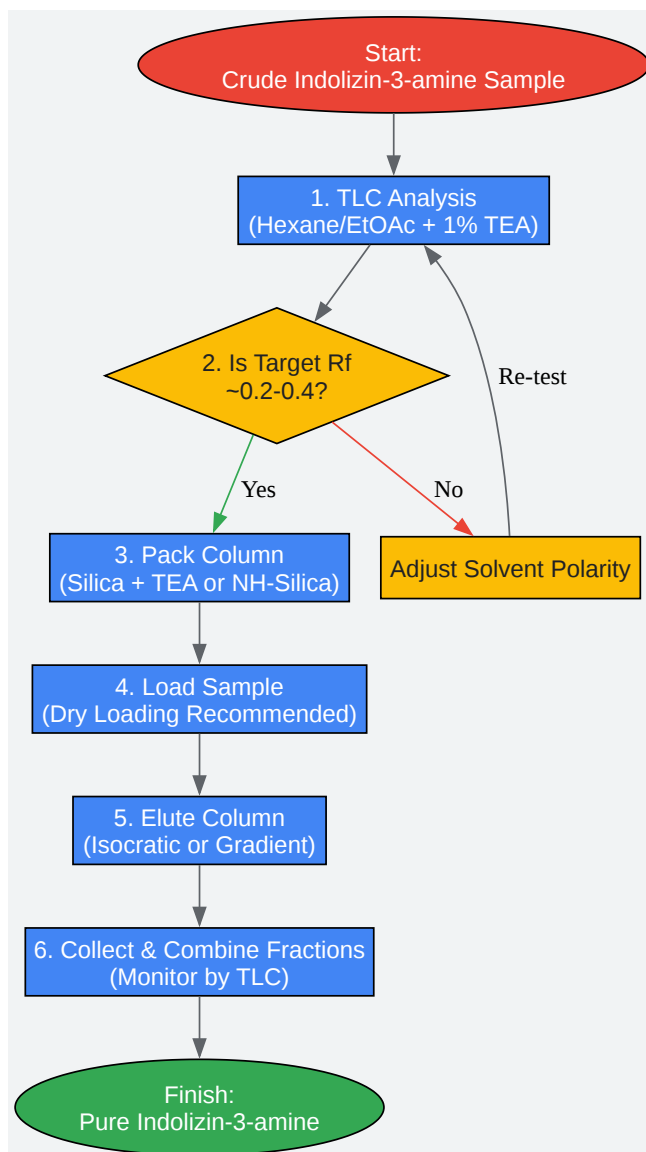 Start:
Crude Indolizin-3-amine Sample
1. TLC Analysis
(Hexane/EtOAc + 1% TEA)
2. Is Target Rf
~0.2-0.4?
Re-test
Yes
No
3. Pack Column
(Silica + TEA or NH-Silica)
Adjust Solvent Polarity
4. Load Sample
(Dry Loading Recommended)
5. Elute Column
(Isocratic or Gradient)
6. Collect & Combine Fractions
(Monitor by TLC)
Finish:
Pure Indolizin-3-amine